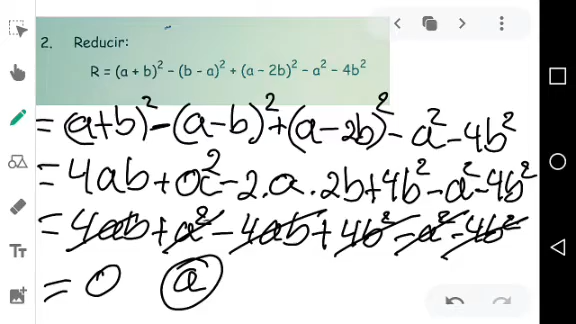 2. Reducir:
R = (a + b)² - (b - a)² + (a - 2b)² - a² - 4b²
= (a+b)² - (a-b)² + (a-2b)² - a² - 4b²
= 4ab + a² - 2.a.2b + 4b² - a² - 4b²
= 4ab + a² - 4ab + 4b² - a² - 4b²
= 0 a
TT